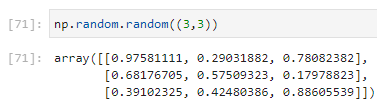 [71]: np.random.random((3,3))
[71]: array([[0.97581111, 0.29031882, 0.78082382],
[0.68176705, 0.57509323, 0.17978823],
[0.39102325, 0.42480386, 0.88605539]])